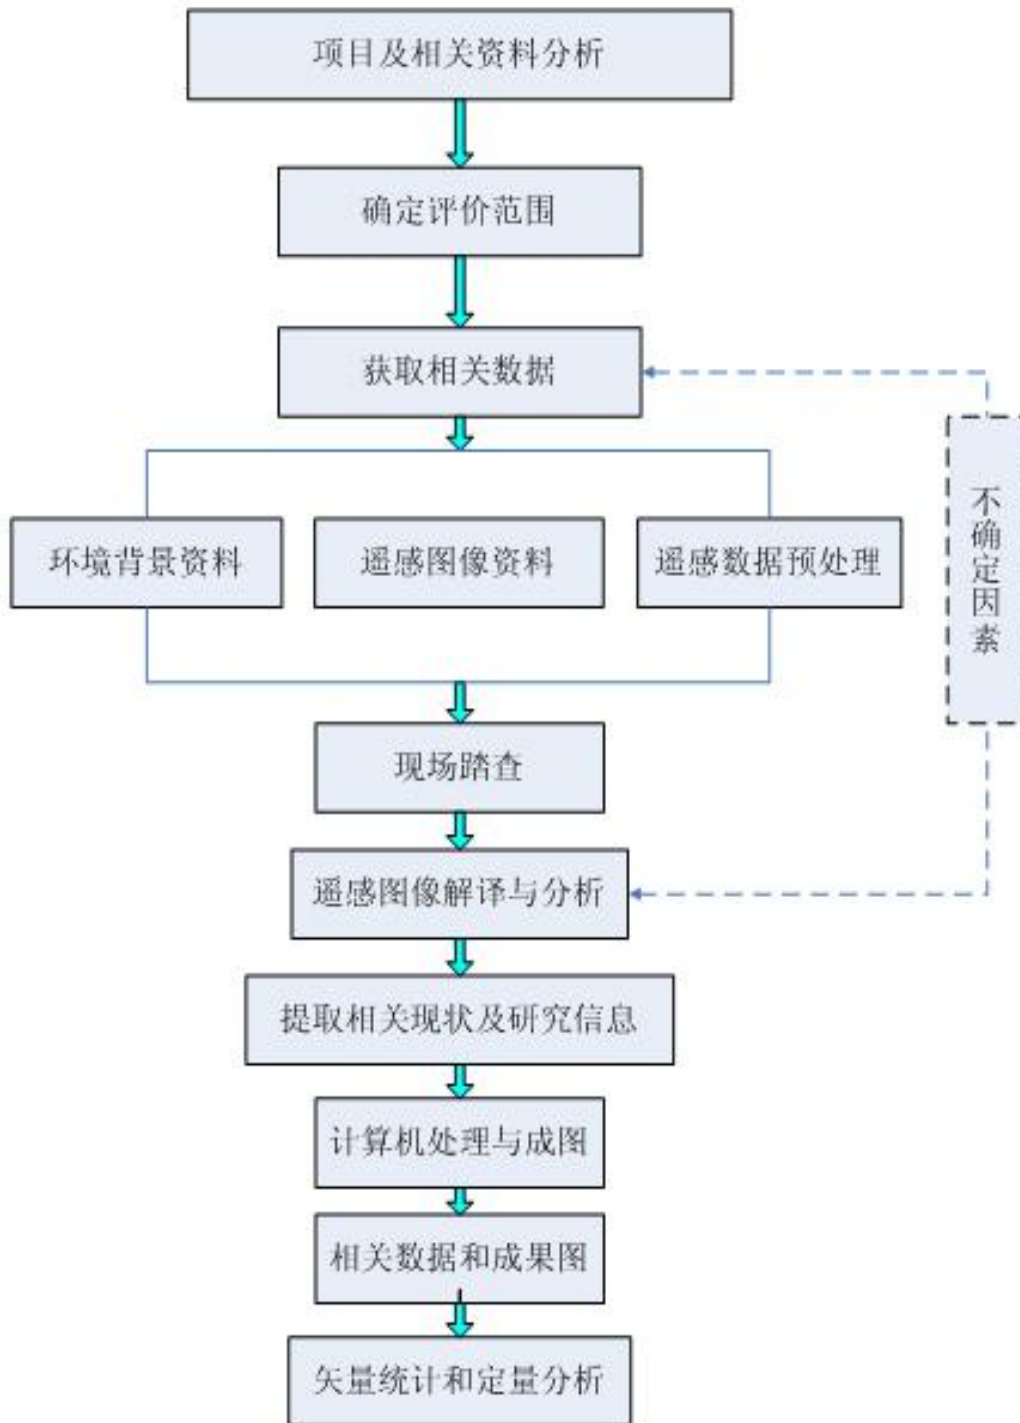 项目及相关资料分析
确定评价范围
获取相关数据
环境背景资料
遥感图像资料
遥感数据预处理
不确定因素
现场踏查
遥感图像解译与分析
提取相关现状及研究信息
计算机处理与成图
相关数据和成果图
矢量统计和定量分析